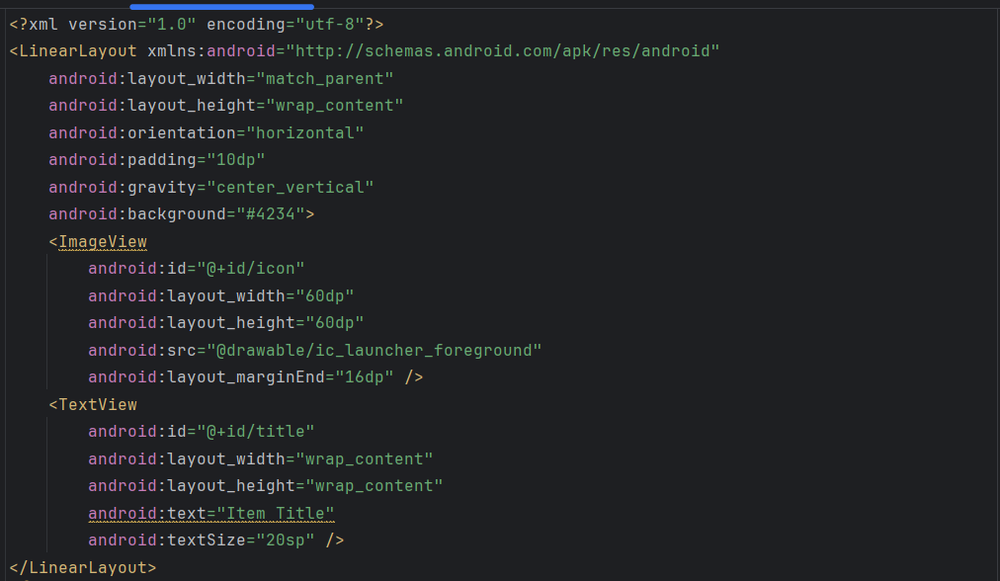 <?xml version="1.0" encoding="utf-8"?>
<LinearLayout xmlns:android="http://schemas.android.com/apk/res/android"
    android:layout_width="match_parent"
    android:layout_height="wrap_content"
    android:orientation="horizontal"
    android:padding="10dp"
    android:gravity="center_vertical"
    android:background="#4234">
    <ImageView
        android:id="@+id/icon"
        android:layout_width="60dp"
        android:layout_height="60dp"
        android:src="@drawable/ic_launcher_foreground"
        android:layout_marginEnd="16dp" />
    <TextView
        android:id="@+id/title"
        android:layout_width="wrap_content"
        android:layout_height="wrap_content"
        android:text="Item Title"
        android:textSize="20sp" />
</LinearLayout>